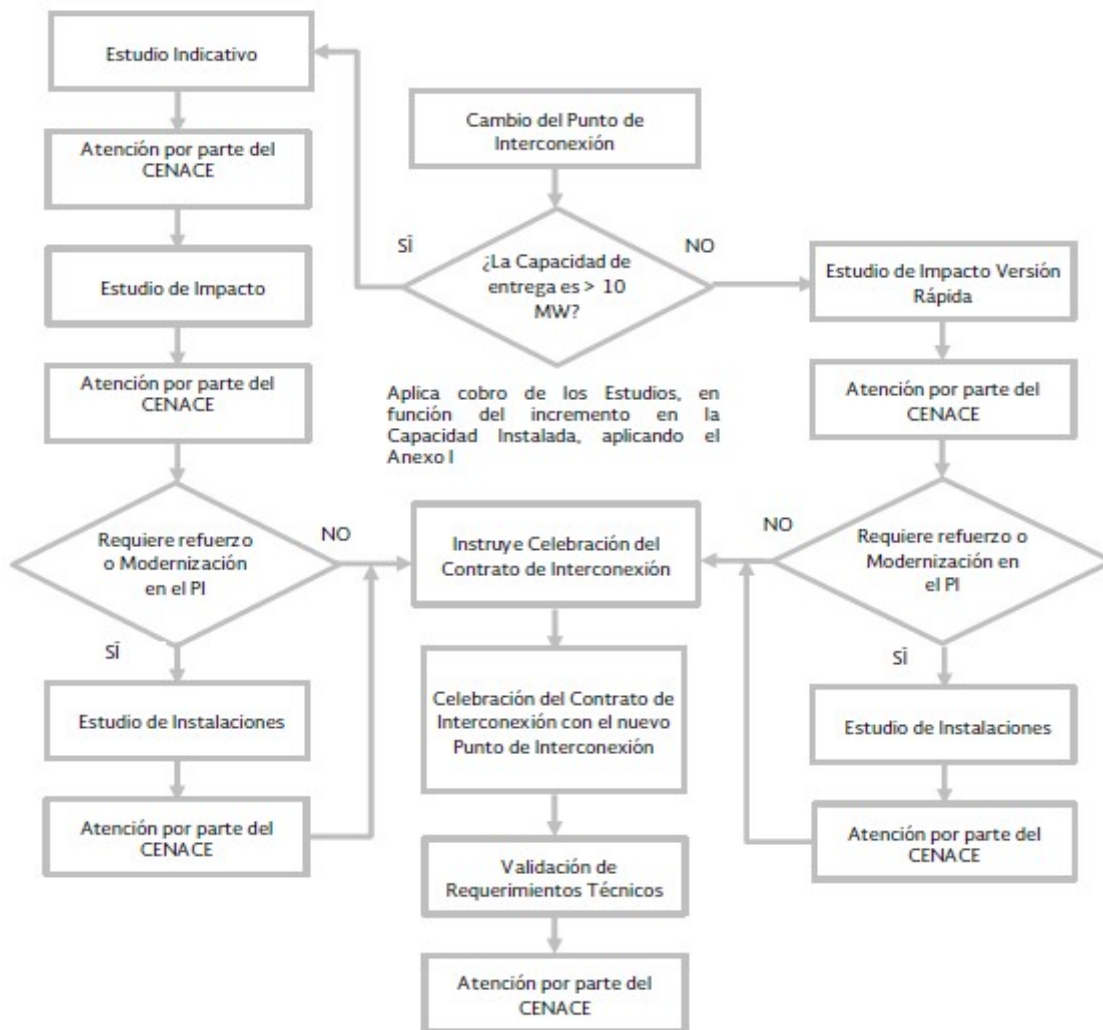 Estudio Indicativo
Cambio del Punto de
Interconexión
Atención por parte del
CENACE
SÍ
NO
¿La Capacidad de
entrega es > 10
MW?
Estudio de Impacto Versión
Rápida
Estudio de Impacto
Atención por parte del
CENACE
Aplica cobro de los Estudios, en
función del incremento en la
Capacidad Instalada, aplicando el
Anexo I
Atención por parte del
CENACE
Requiere refuerzo
o Modernización
en el PI
NO
Instruye Celebración del
Contrato de Interconexión
NO
Requiere refuerzo o
Modernización en
el PI
SÍ
SÍ
Estudio de Instalaciones
Celebración del Contrato de
Interconexión con el nuevo
Punto de Interconexión
Estudio de Instalaciones
Atención por parte del
CENACE
Atención por parte del
CENACE
Validación de
Requerimientos Técnicos
Atención por parte del
CENACE